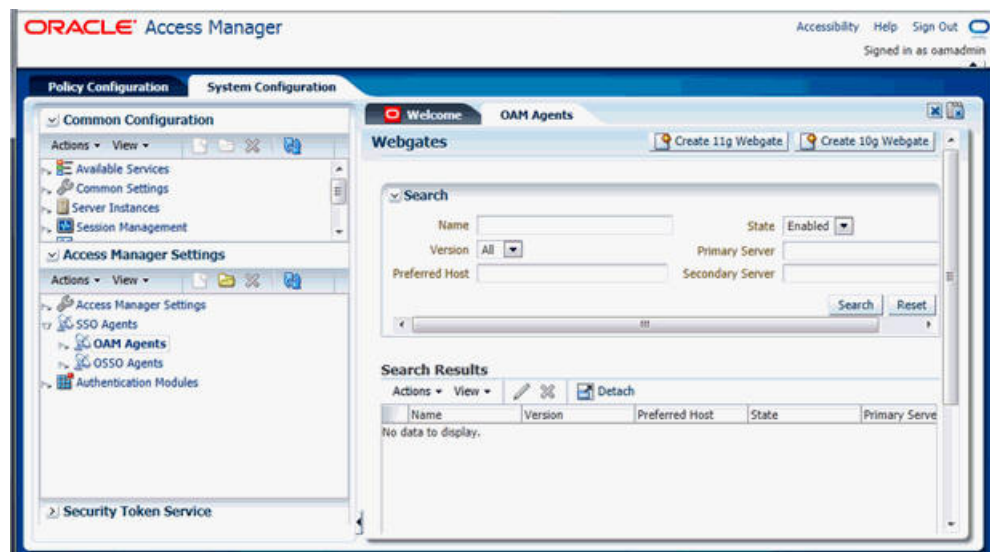 ORACLE Access Manager
Accessibility Help Sign Out
Signed in as oamadmin
Policy Configuration System Configuration
Common Configuration
Actions View
Available Services
Common Settings
Server Instances
Session Management
Access Manager Settings
Actions View
Access Manager Settings
SSO Agents
OAM Agents
OSSO Agents
Authentication Modules
Security Token Service
Welcome OAM Agents
Webgates Create 11g Webgate Create 10g Webgate
Search
Name State Enabled
Version All Primary Server
Preferred Host Secondary Server
Search Reset
Search Results
Actions View Detach
Name Version Preferred Host State Primary Serve
No data to display.